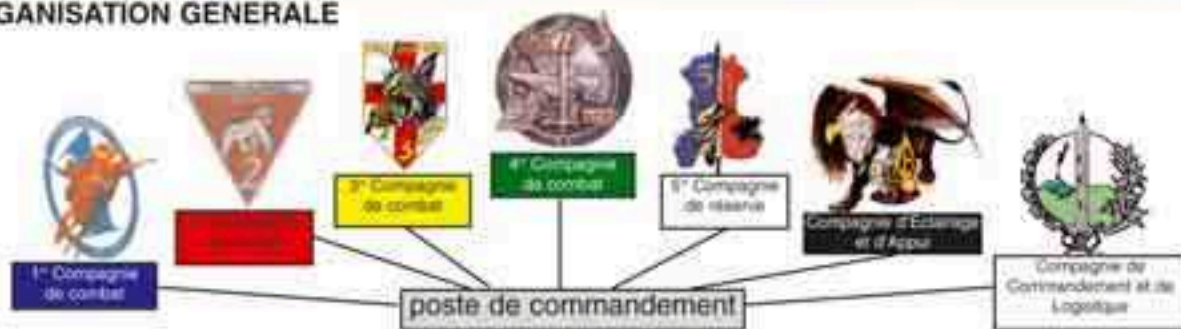 GANISATION GENERALE
1re Compagnie
de combat
3e Compagnie
de combat
4e Compagnie
de combat
5e Compagnie
de réserve
Compagnie d'Eclairage
et d'Appui
Compagnie de
Commandement et de
Logistique
poste de commandement